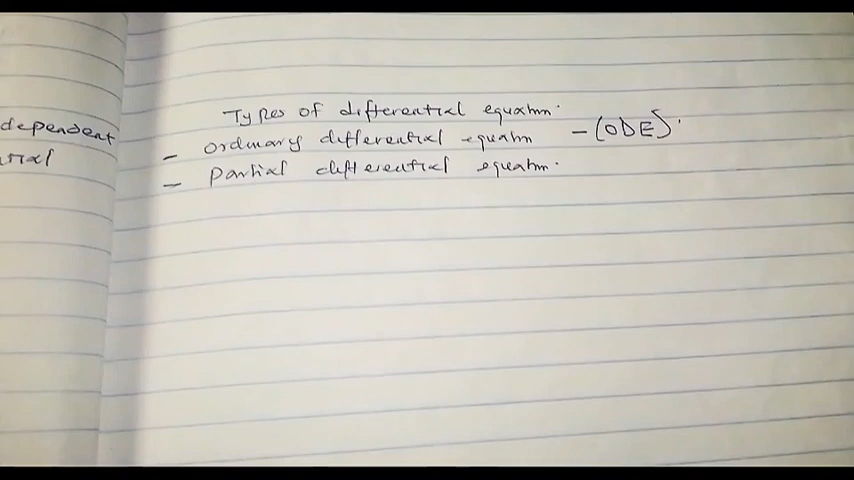 Types of differential equation.
- ordinary differential equation - (ODE).
- partial differential equation.
dependent